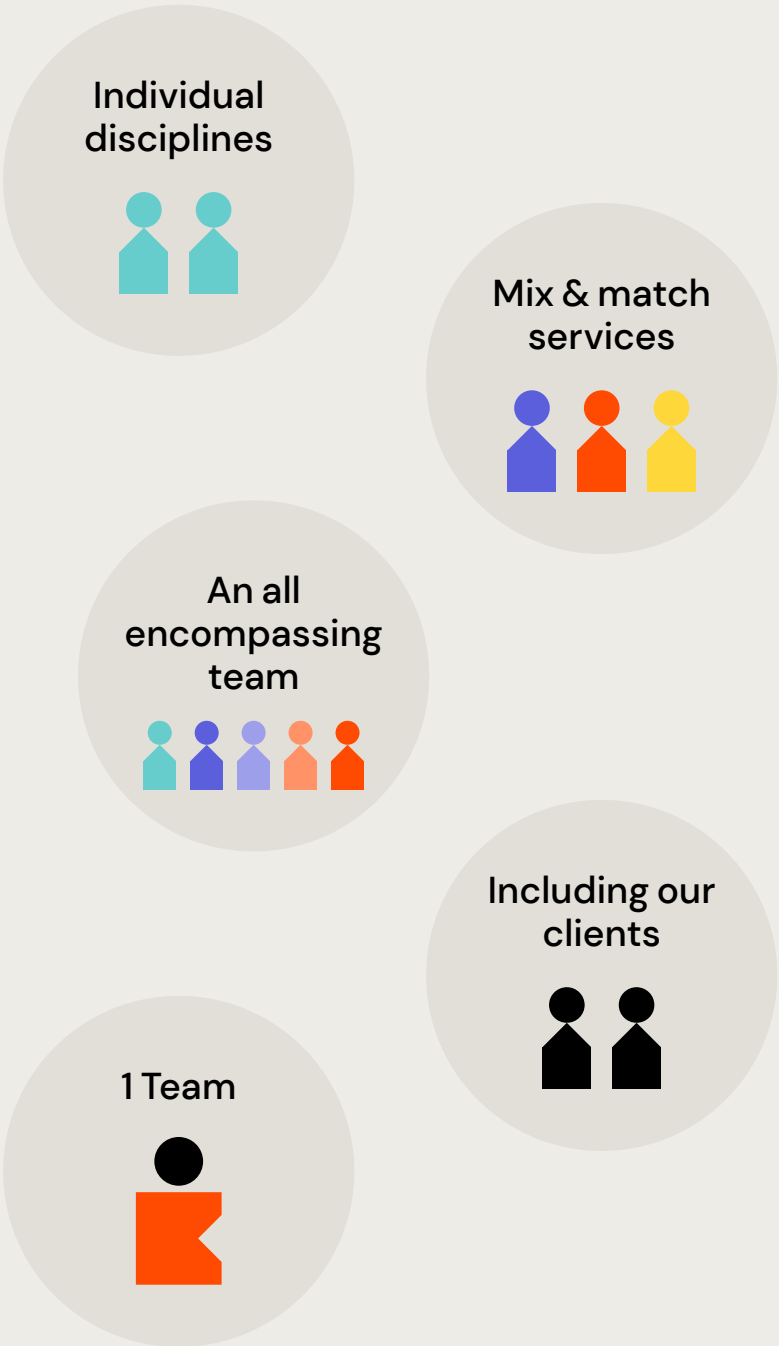 Individual
disciplines
Mix & match
services
An all
encompassing
team
Including our
clients
1 Team